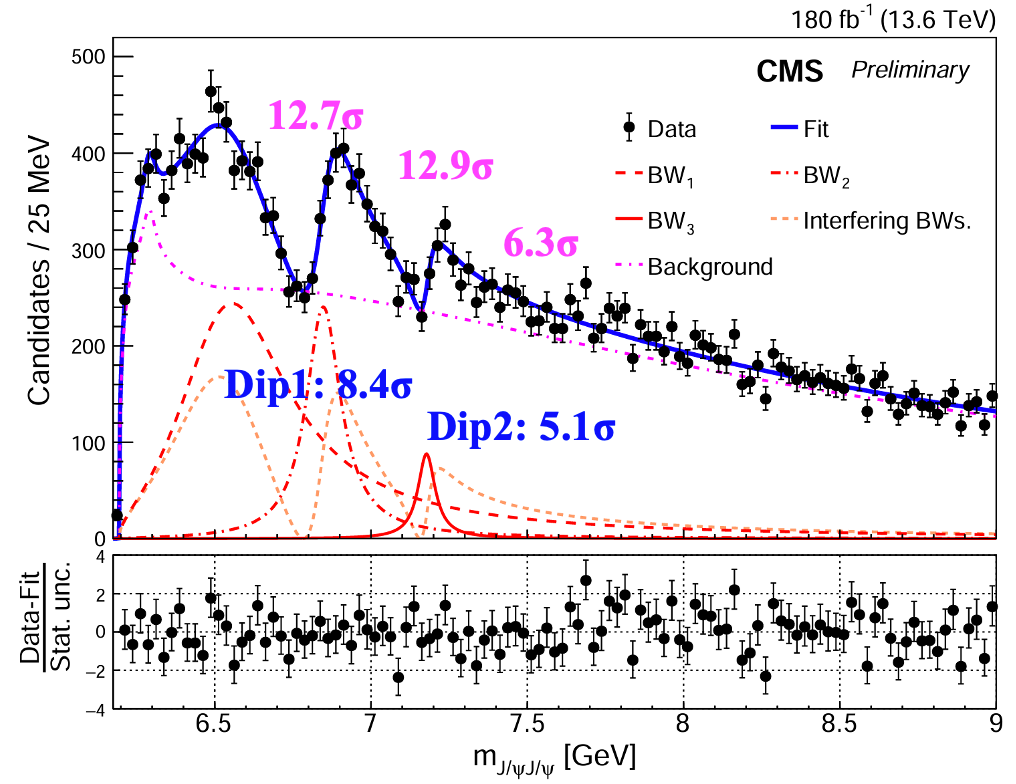 180 fb⁻¹ (13.6 TeV)
CMS Preliminary
Candidates / 25 MeV
500
400
300
200
100
0
12.7σ
12.9σ
6.3σ
Dip1: 8.4σ
Dip2: 5.1σ
Data
Fit
BW₁
BW₂
BW₃
Interfering BWs.
Background
Data-Fit
Stat. unc.
4
2
0
−2
−4
6.5 7 7.5 8 8.5 9
m_J/ψJ/ψ [GeV]